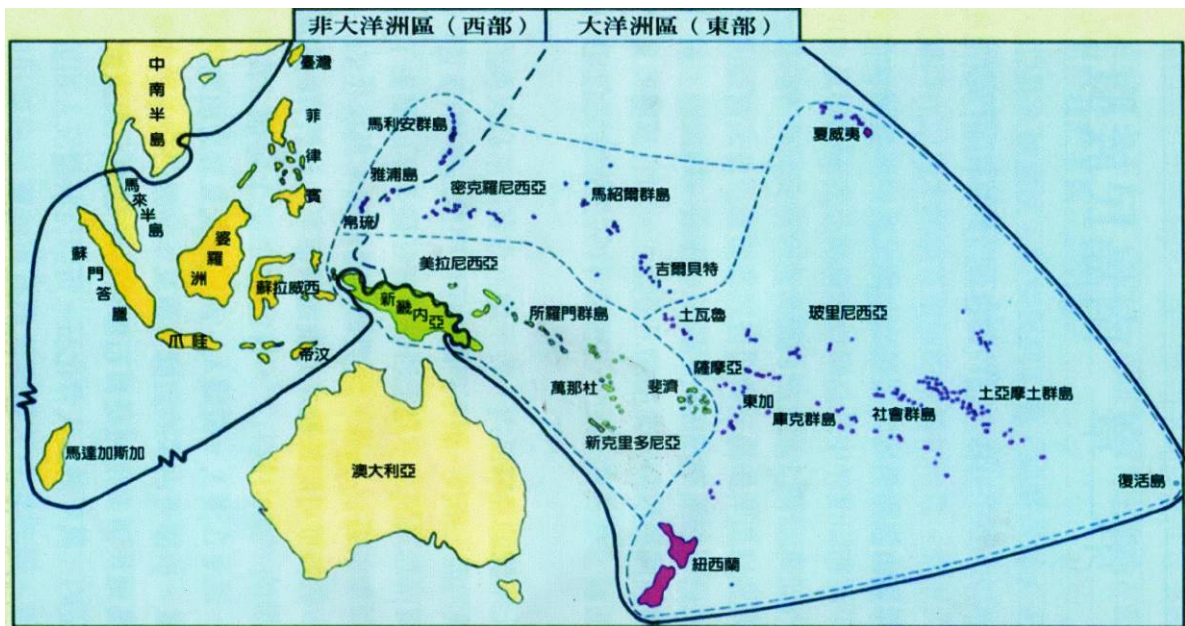 非大洋洲區（西部） 大洋洲區（東部）
中南半島
臺灣
菲律賓
馬利安群島
夏威夷
雅浦島
密克羅尼西亞
馬紹爾群島
馬來半島
帛琉
婆羅洲
美拉尼西亞
吉爾貝特
蘇門答臘
蘇拉威西
新畿內亞
所羅門群島
土瓦魯
玻里尼西亞
爪哇
帝汶
薩摩亞
萬那杜
斐濟
東加
庫克群島
社會群島
土亞摩土群島
新克里多尼亞
馬達加斯加
澳大利亞
復活島
紐西蘭